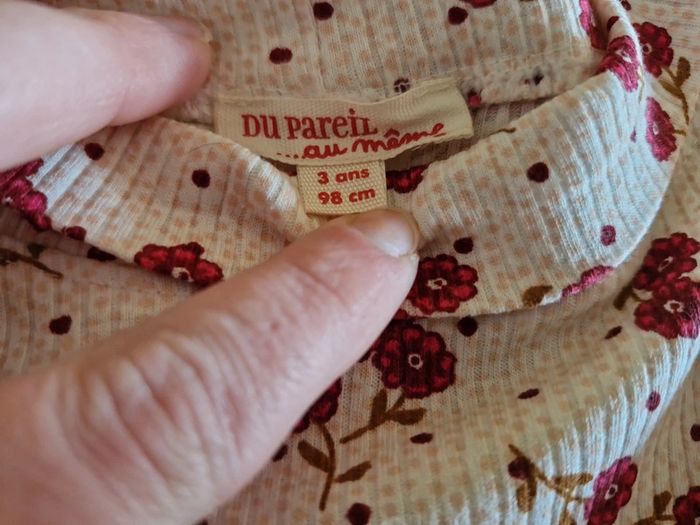 DU PAREIL
...au même
3 ans
98 cm